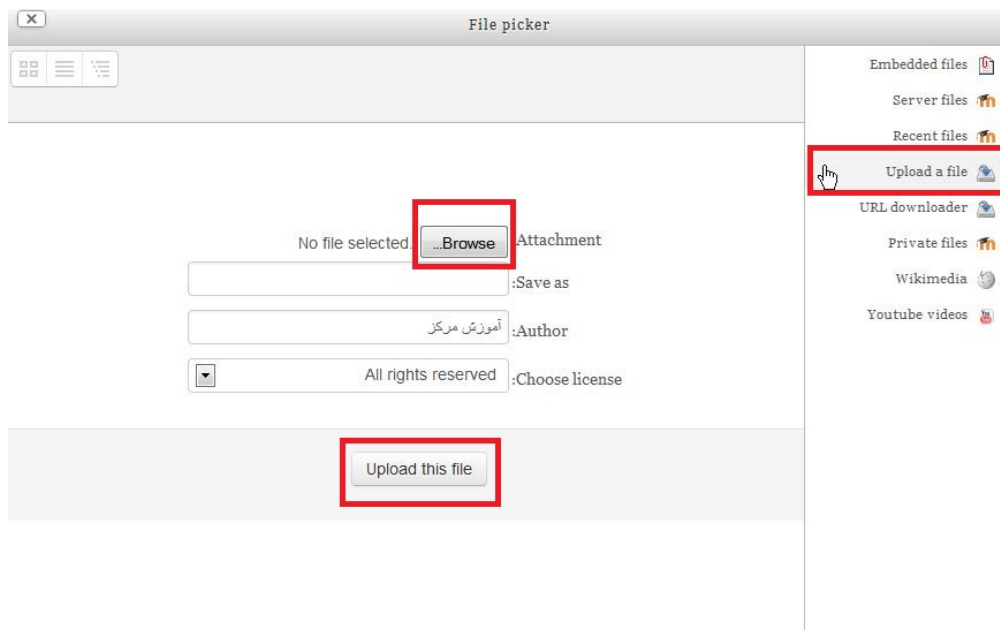 File picker
Embedded files
Server files
Recent files
Upload a file
URL downloader
Private files
Wikimedia
Youtube videos
Attachment
...Browse
No file selected.
:Save as
:Author
آموزش مرکز
:Choose license
All rights reserved
Upload this file